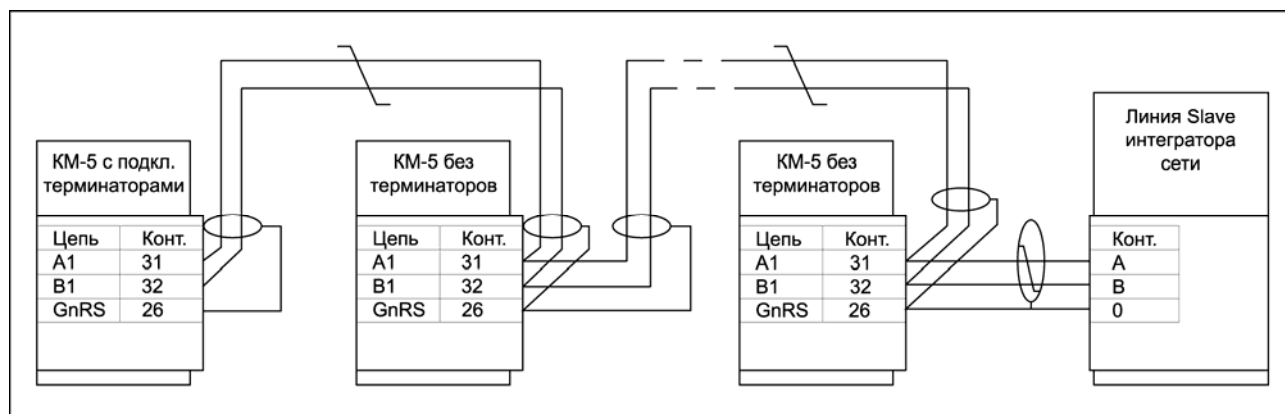 КМ-5 с подкл.
терминаторами
Цепь Конт.
A1 31
B1 32
GnRS 26
КМ-5 без
терминаторов
Цепь Конт.
A1 31
B1 32
GnRS 26
КМ-5 без
терминаторов
Цепь Конт.
A1 31
B1 32
GnRS 26
Линия Slave
интегратора
сети
Конт.
A
B
0